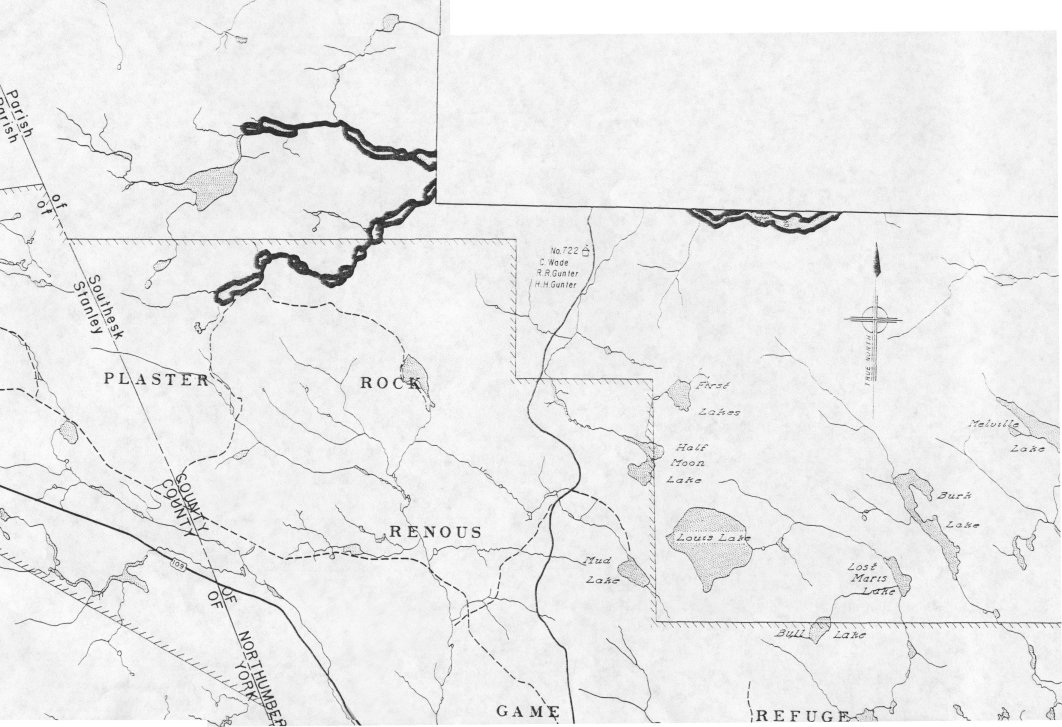 Parish
Parish
of
of
Southesk
Stanley
No. 722
C. Wade
R. R. Gunter
H. H. Gunter
TRUE NORTH
PLASTER ROCK
First
Lakes
Melville
Lake
Half
Moon
Lake
COUNTY
COUNTY
Burk
Lake
RENOUS
Louis Lake
108
Mud
Lake
Lost
Maris
Lake
OF
OF
Bull Lake
NORTHUMBER
YORK
GAME REFUGE